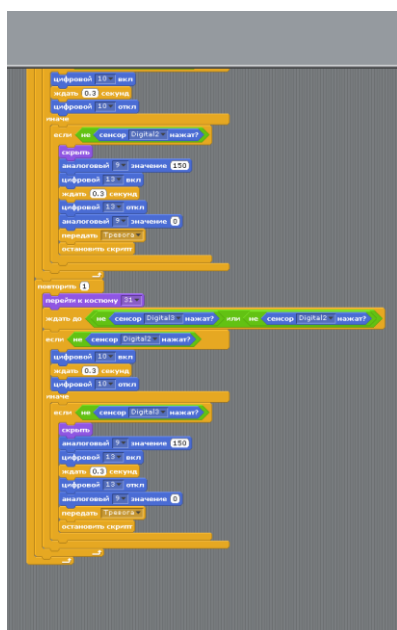 цифровой 10 вкл
ждать 0.3 секунд
цифровой 10 откл
иначе
если не сенсор Digital2 нажат?
скрыть
аналоговый 9 значение 150
цифровой 13 вкл
ждать 0.3 секунд
цифровой 13 откл
аналоговый 9 значение 0
передать Тревога
остановить скрипт
повторить 1
перейти к костюму 31
ждать до не сенсор Digital3 нажат? или не сенсор Digital2 нажат?
если не сенсор Digital2 нажат?
цифровой 10 вкл
ждать 0.3 секунд
цифровой 10 откл
иначе
если не сенсор Digital3 нажат?
скрыть
аналоговый 9 значение 150
цифровой 13 вкл
ждать 0.3 секунд
цифровой 13 откл
аналоговый 9 значение 0
передать Тревога
остановить скрипт